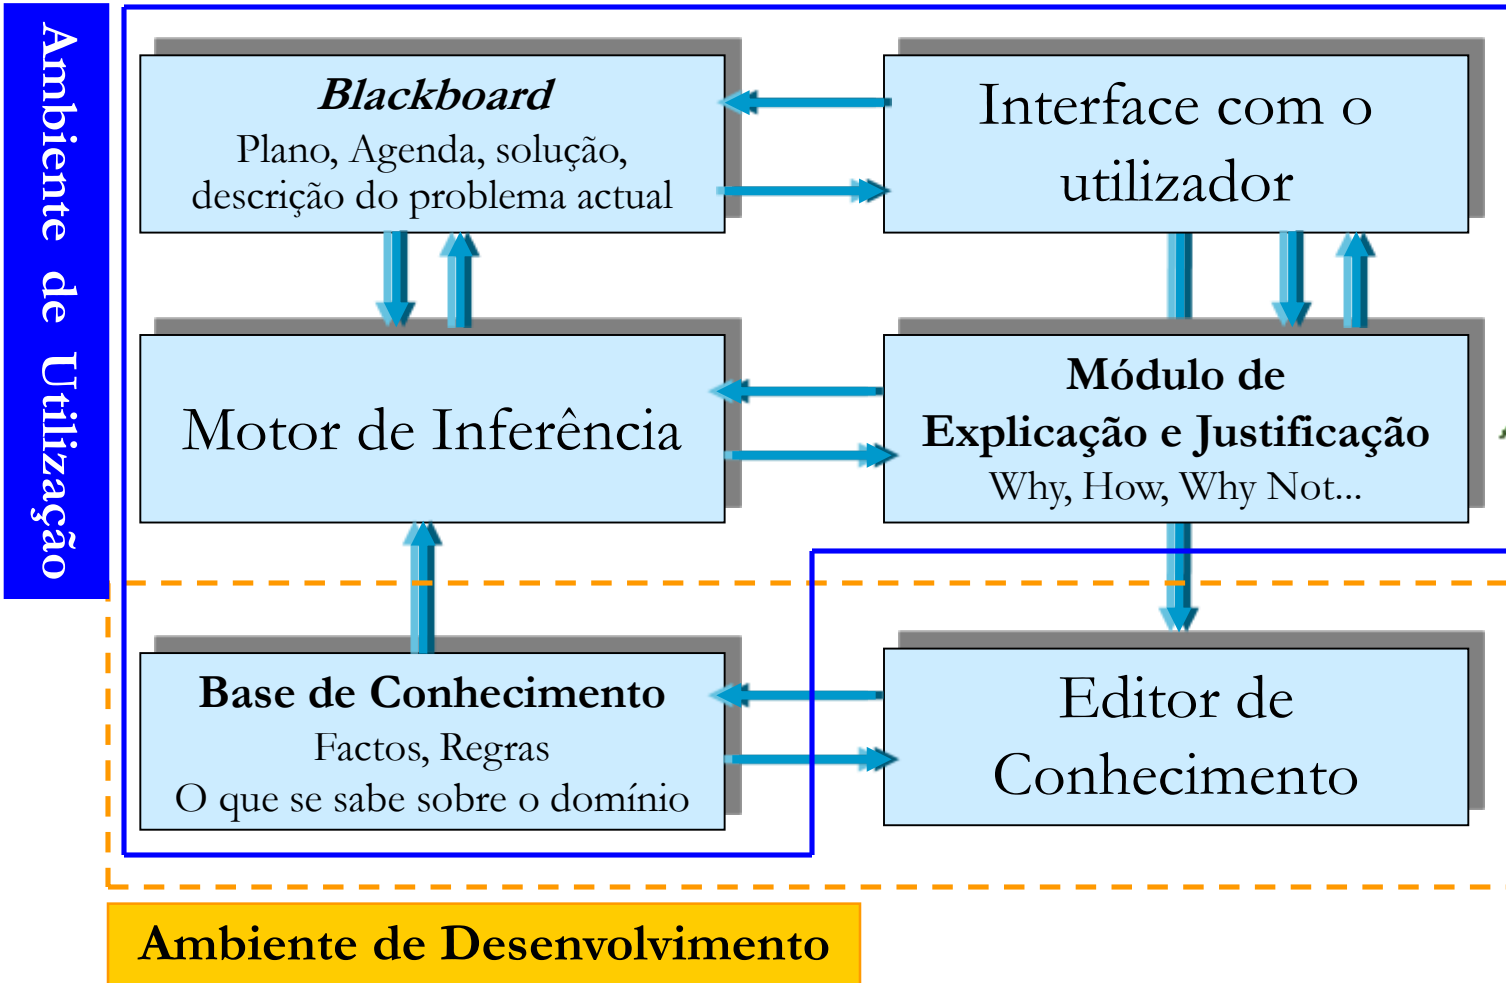 Ambiente de Utilização
Blackboard
Plano, Agenda, solução,
descrição do problema actual
Interface com o
utilizador
Motor de Inferência
Módulo de
Explicação e Justificação
Why, How, Why Not...
Base de Conhecimento
Factos, Regras
O que se sabe sobre o domínio
Editor de
Conhecimento
Ambiente de Desenvolvimento